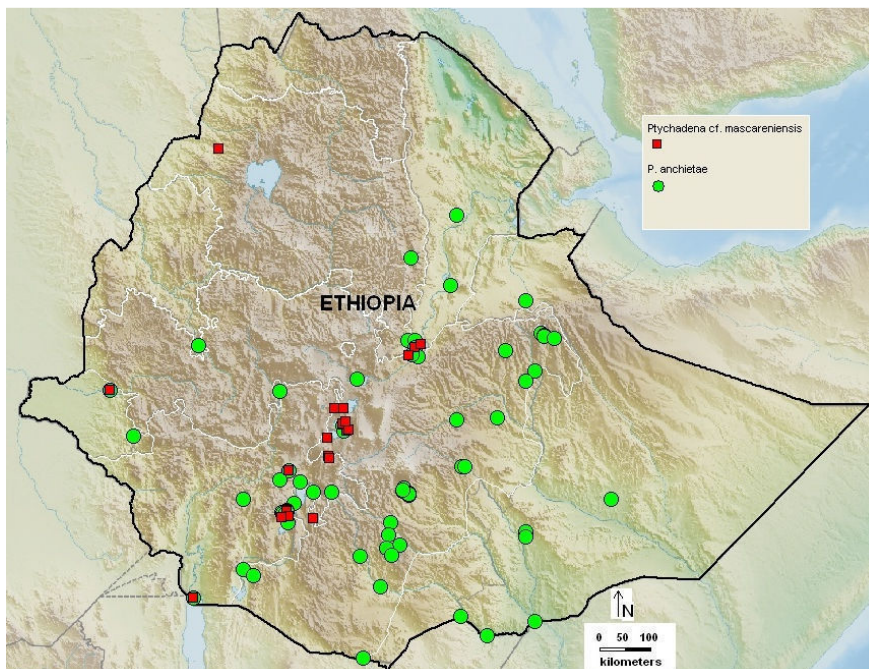 Ptychadena cf. mascareniensis
P. anchietae
ETHIOPIA
N
0 50 100
kilometers